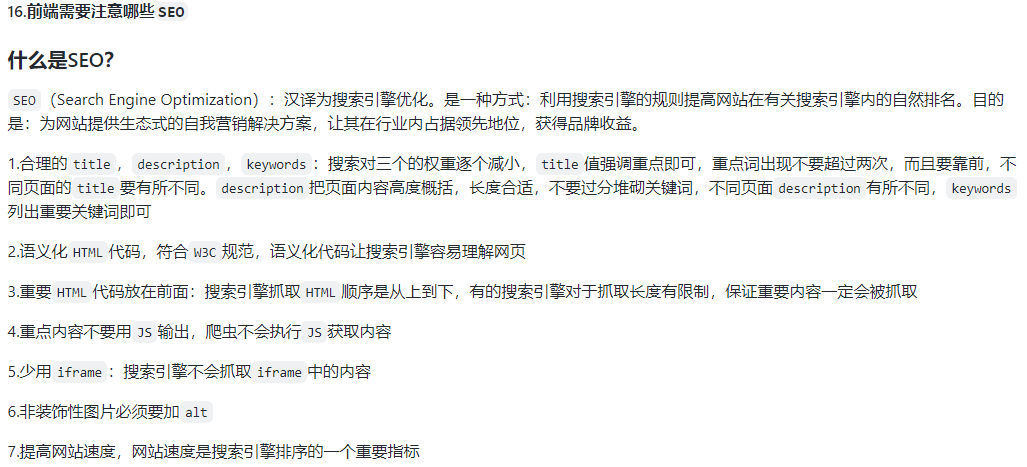 16.前端需要注意哪些 SEO
什么是SEO？
SEO（Search Engine Optimization）：汉译为搜索引擎优化。是一种方式：利用搜索引擎的规则提高网站在有关搜索引擎内的自然排名。目的
是：为网站提供生态式的自我营销解决方案，让其在行业内占据领先地位，获得品牌收益。
1.合理的 title，description，keywords：搜索对三个的权重逐个减小，title 值强调重点即可，重点词出现不要超过两次，而且要靠前，不
同页面的 title 要有所不同。description 把页面内容高度概括，长度合适，不要过分堆砌关键词，不同页面 description 有所不同，keywords
列出重要关键词即可
2.语义化 HTML 代码，符合 W3C 规范，语义化代码让搜索引擎容易理解网页
3.重要 HTML 代码放在前面：搜索引擎抓取 HTML 顺序是从上到下，有的搜索引擎对于抓取长度有限制，保证重要内容一定会被抓取
4.重点内容不要用 JS 输出，爬虫不会执行 JS 获取内容
5.少用 iframe：搜索引擎不会抓取 iframe 中的内容
6.非装饰性图片必须要加 alt
7.提高网站速度，网站速度是搜索引擎排序的一个重要指标